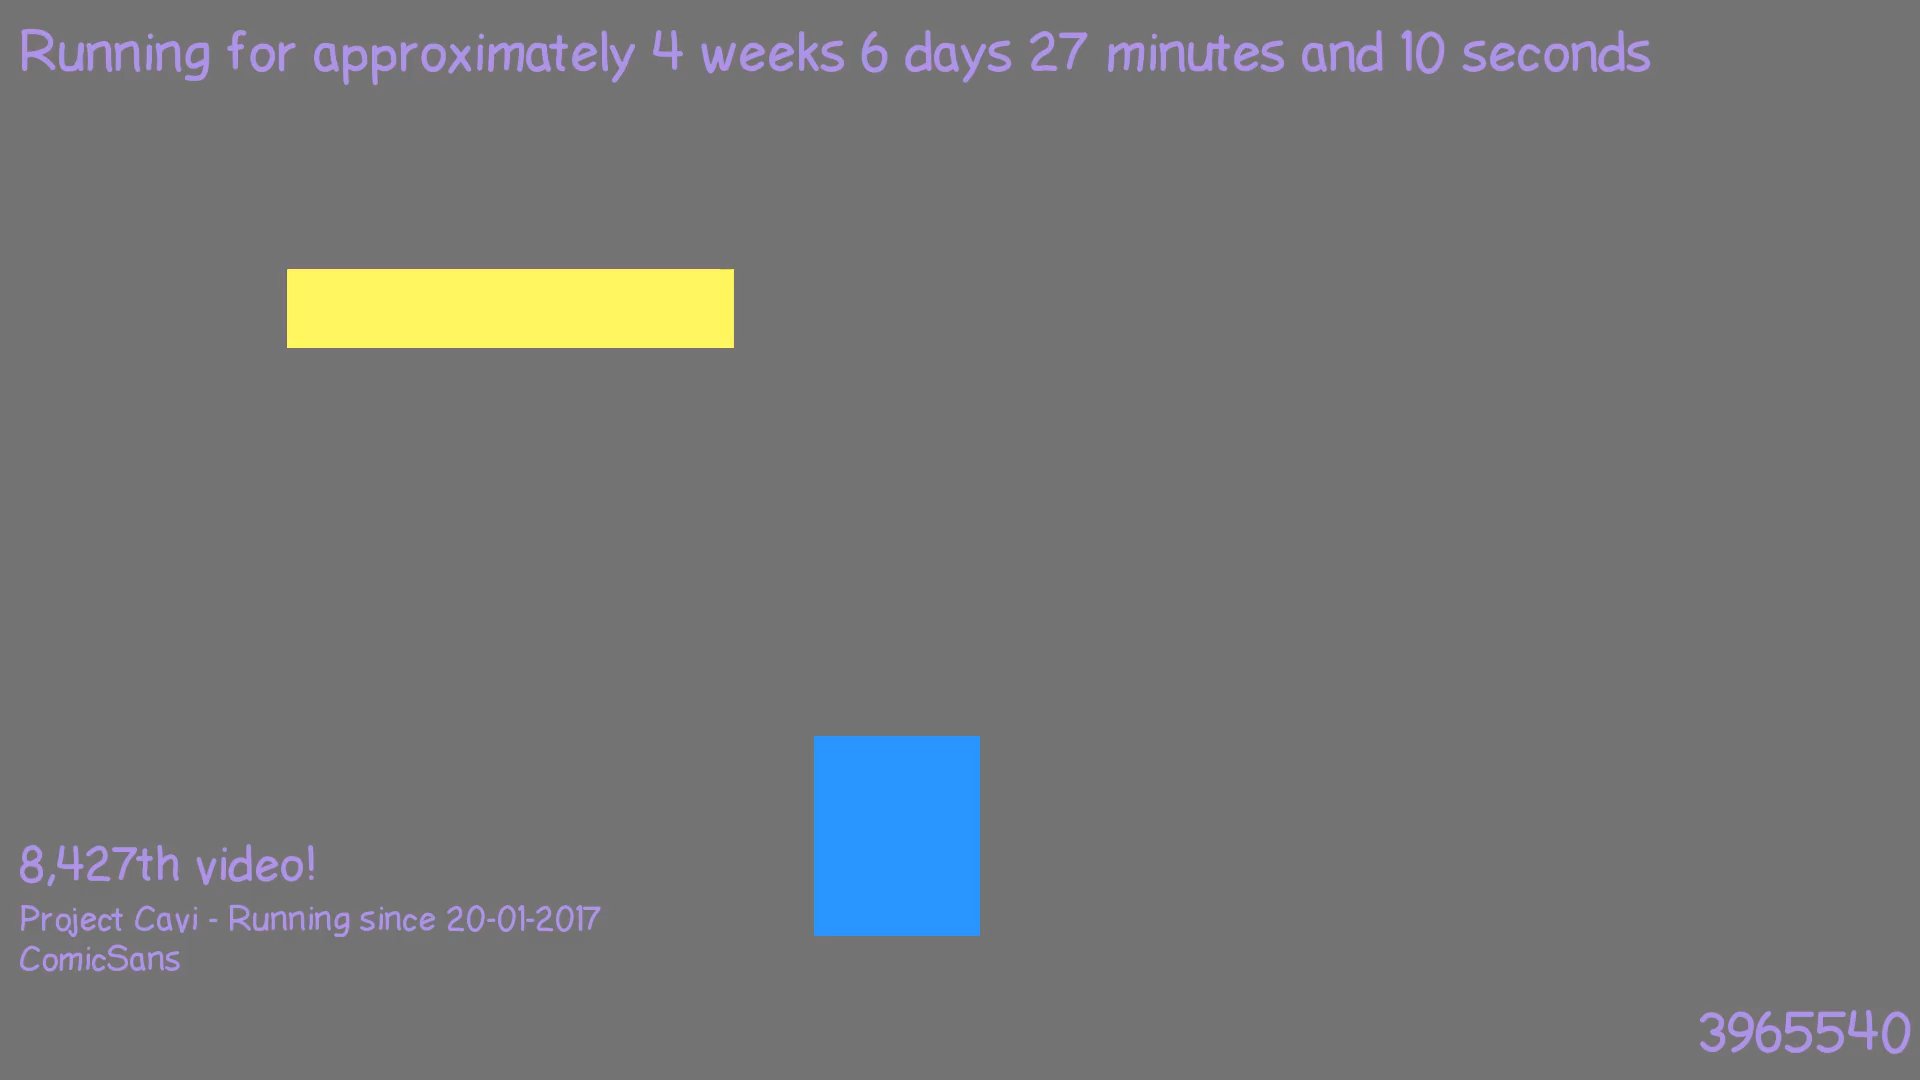 Running for approximately 4 weeks 6 days 27 minutes and 10 seconds
8,427th video!
Project Cavi - Running since 20-01-2017
ComicSans
3965540